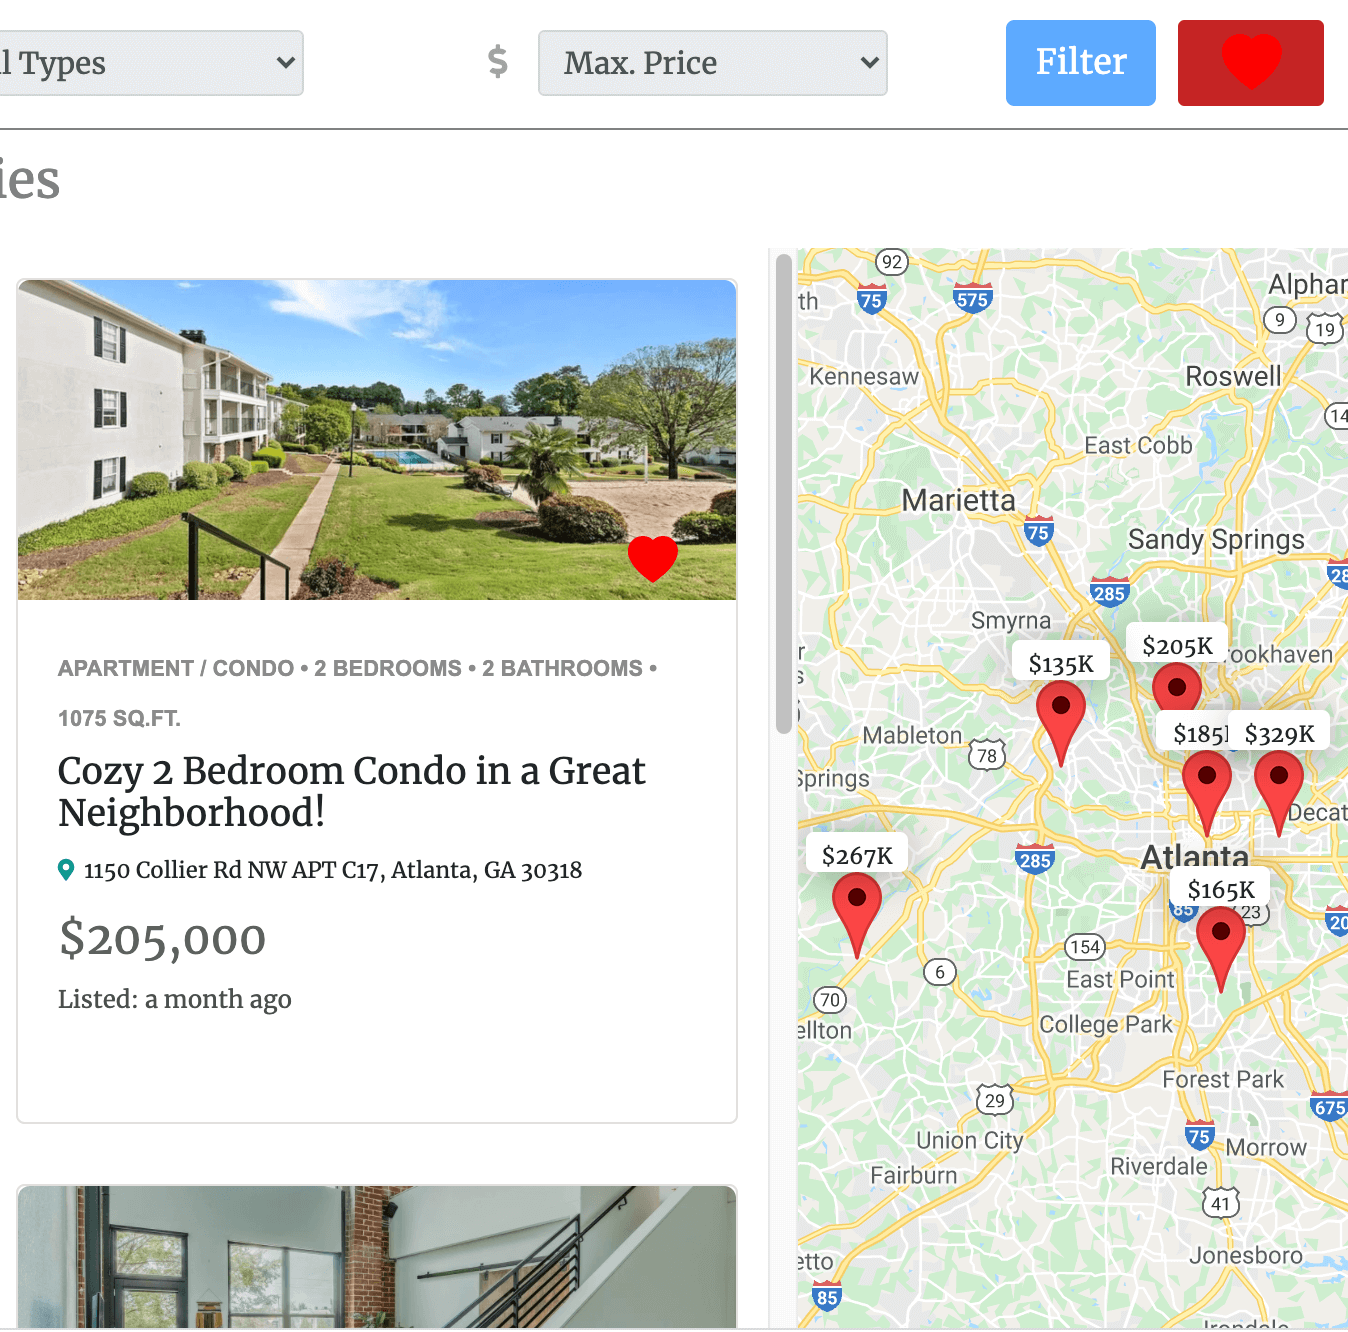 l Types
$
Max. Price
Filter
ies
APARTMENT / CONDO • 2 BEDROOMS • 2 BATHROOMS •
1075 SQ.FT.
Cozy 2 Bedroom Condo in a Great
Neighborhood!
1150 Collier Rd NW APT C17, Atlanta, GA 30318
$205,000
Listed: a month ago
92
th
75
575
Alphar
9
19
Kennesaw
Roswell
14
East Cobb
Marietta
75
Sandy Springs
285
28
Smyrna
$135K
$205K
rookhaven
Mableton
78
$185
$329K
Springs
Decat
$267K
285
Atlanta
$165K
85
23
20
154
6
East Point
70
ellton
College Park
Forest Park
29
675
75
Union City
Morrow
Riverdale
Fairburn
41
etto
Jonesboro
85
Irondale